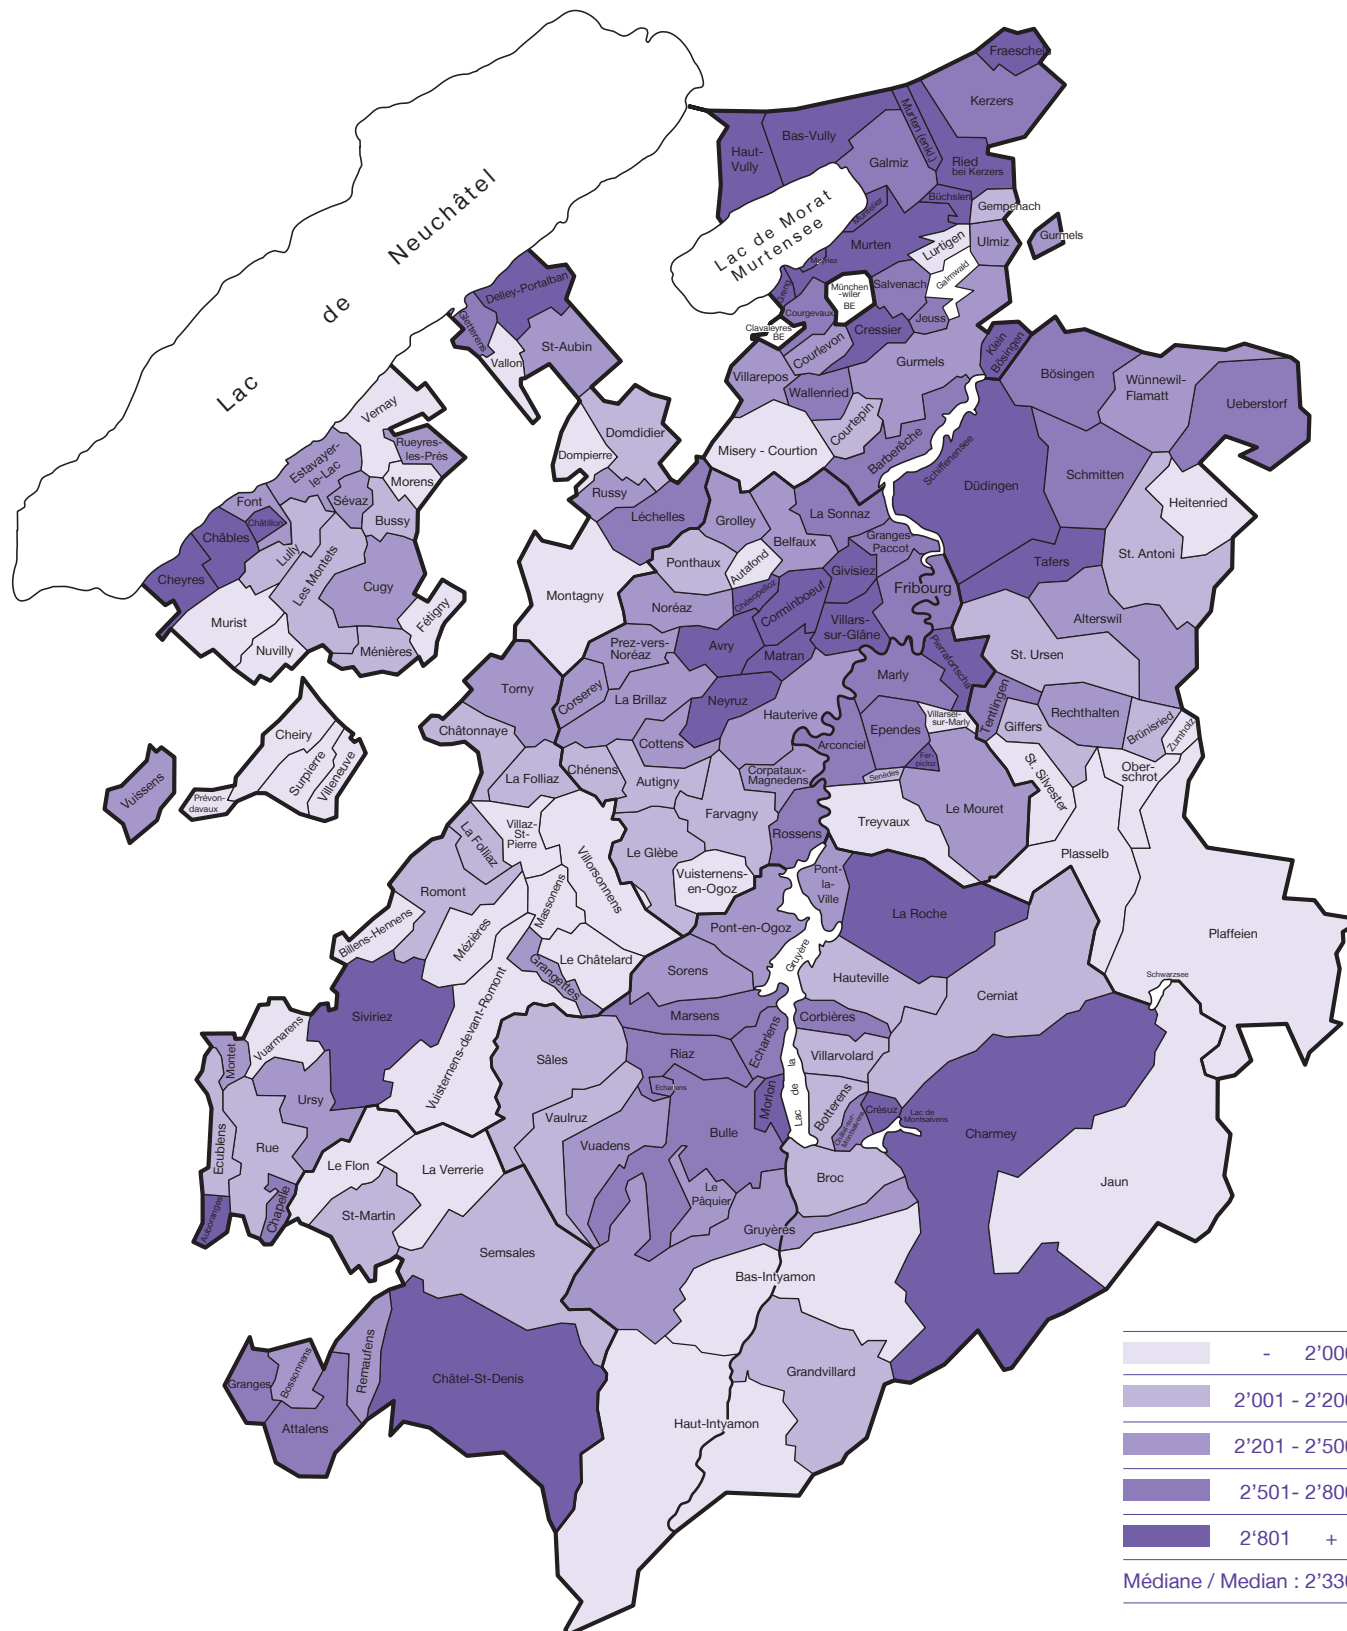 Fraeschels
Kerzers
Murten (enkl.)
Bas-Vully
Haut-
Vully
Galmiz
Ried
bei Kerzers
Büchslen
Gempenach
Muntelier
Lac de Morat
Murtensee
Murten
Lurtigen
Ulmiz
Gurmels
Galmwald
Greng
München
-wiler
BE
Salvenach
Jeuss
Courgevaux
Clavaleyres
BE
Cressier
Courlevon
Gurmels
Klein
Bösingen
Villarepos
Wallenried
Courtepin
Misery - Courtion
Barberêche
Schiffenensee
Bösingen
Wünnewil-
Flamatt
Ueberstorf
Düdingen
Schmitten
Heitenried
St. Antoni
Tafers
Alterswil
St. Ursen
Lac de Neuchâtel
Delley-Portalban
Gletterens
Vallon
St-Aubin
Vernay
Rueyres-
les-Prés
Estavayer-
le-Lac
Morens
Sévaz
Bussy
Font
Châtillon
Châbles
Cheyres
Lully
Les Montets
Cugy
Murist
Nuvilly
Fétigny
Ménières
Domdidier
Dompierre
Russy
Léchelles
Montagny
Grolley
Ponthaux
Autafond
Belfaux
La Sonnaz
Granges
Paccot
Givisiez
Fribourg
Chésopelloz
Corminboeuf
Noréaz
Villars-
sur-Glâne
Avry
Matran
Prez-vers-
Noréaz
Corserey
La Brillaz
Neyruz
Hauterive
Marly
Pierrafortscha
Tentlingen
Giffers
Rechthalten
Brünisried
Zumholz
Torny
Châtonnaye
Cottens
Arconciel
Ependes
Villarsel-
sur-Marly
Fer-
picloz
Senèdes
Chénens
Autigny
Corpataux-
Magnedens
Farvagny
Rossens
Treyvaux
Le Mouret
St. Silvester
Ober-
schrot
Plasselb
Plaffeien
Schwarzsee
Cheiry
Surpierre
Villeneuve
Prévon-
davaux
Vuissens
La Folliaz
Villaz-
St-
Pierre
Villorsonnens
Le Glèbe
Vuisternens-
en-Ogoz
La Folliaz
Romont
Massonens
Mézières
Billens-Hennens
Le Châtelard
Grangettes
Pont-
la-
Ville
La Roche
Pont-en-Ogoz
Lac de la Gruyère
Sorens
Hauteville
Cerniat
Siviriez
Vuisternens-devant-Romont
Marsens
Echarlens
Corbières
Villarvolard
Vuarmarens
Montet
Ursy
Ecublens
Rue
Auboranges
Chapelle
Sâles
Riaz
Echarlens
Morlon
Botterens
Châtel-sur-
Montsalvens
Crésuz
Lac de
Montsalvens
Charmey
Jaun
Vaulruz
Vuadens
Bulle
Le
Pâquier
Broc
Gruyères
Le Flon
La Verrerie
St-Martin
Semsales
Bas-Intyamon
Grandvillard
Haut-Intyamon
Remaufens
Bossonnens
Granges
Attalens
Châtel-St-Denis
- 2'000
2'001 - 2'200
2'201 - 2'500
2'501- 2'800
2‘801 +
Médiane / Median : 2'330